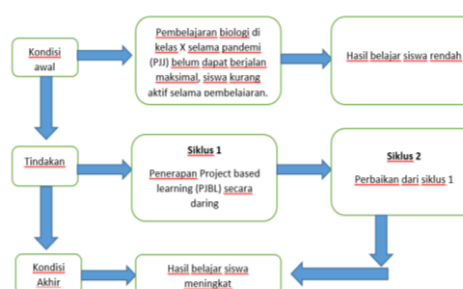 Kondisi
awal
Pembelajaran biologi di
kelas X selama pandemi
(PJJ) belum dapat berjalan
maksimal, siswa kurang
aktif selama pembelajaran.
Hasil belajar siswa rendah
Tindakan
Siklus 1
Penerapan Project based
learning (PJBL) secara
daring
Siklus 2
Perbaikan dari siklus 1
Kondisi
Akhir
Hasil belajar siswa
meningkat